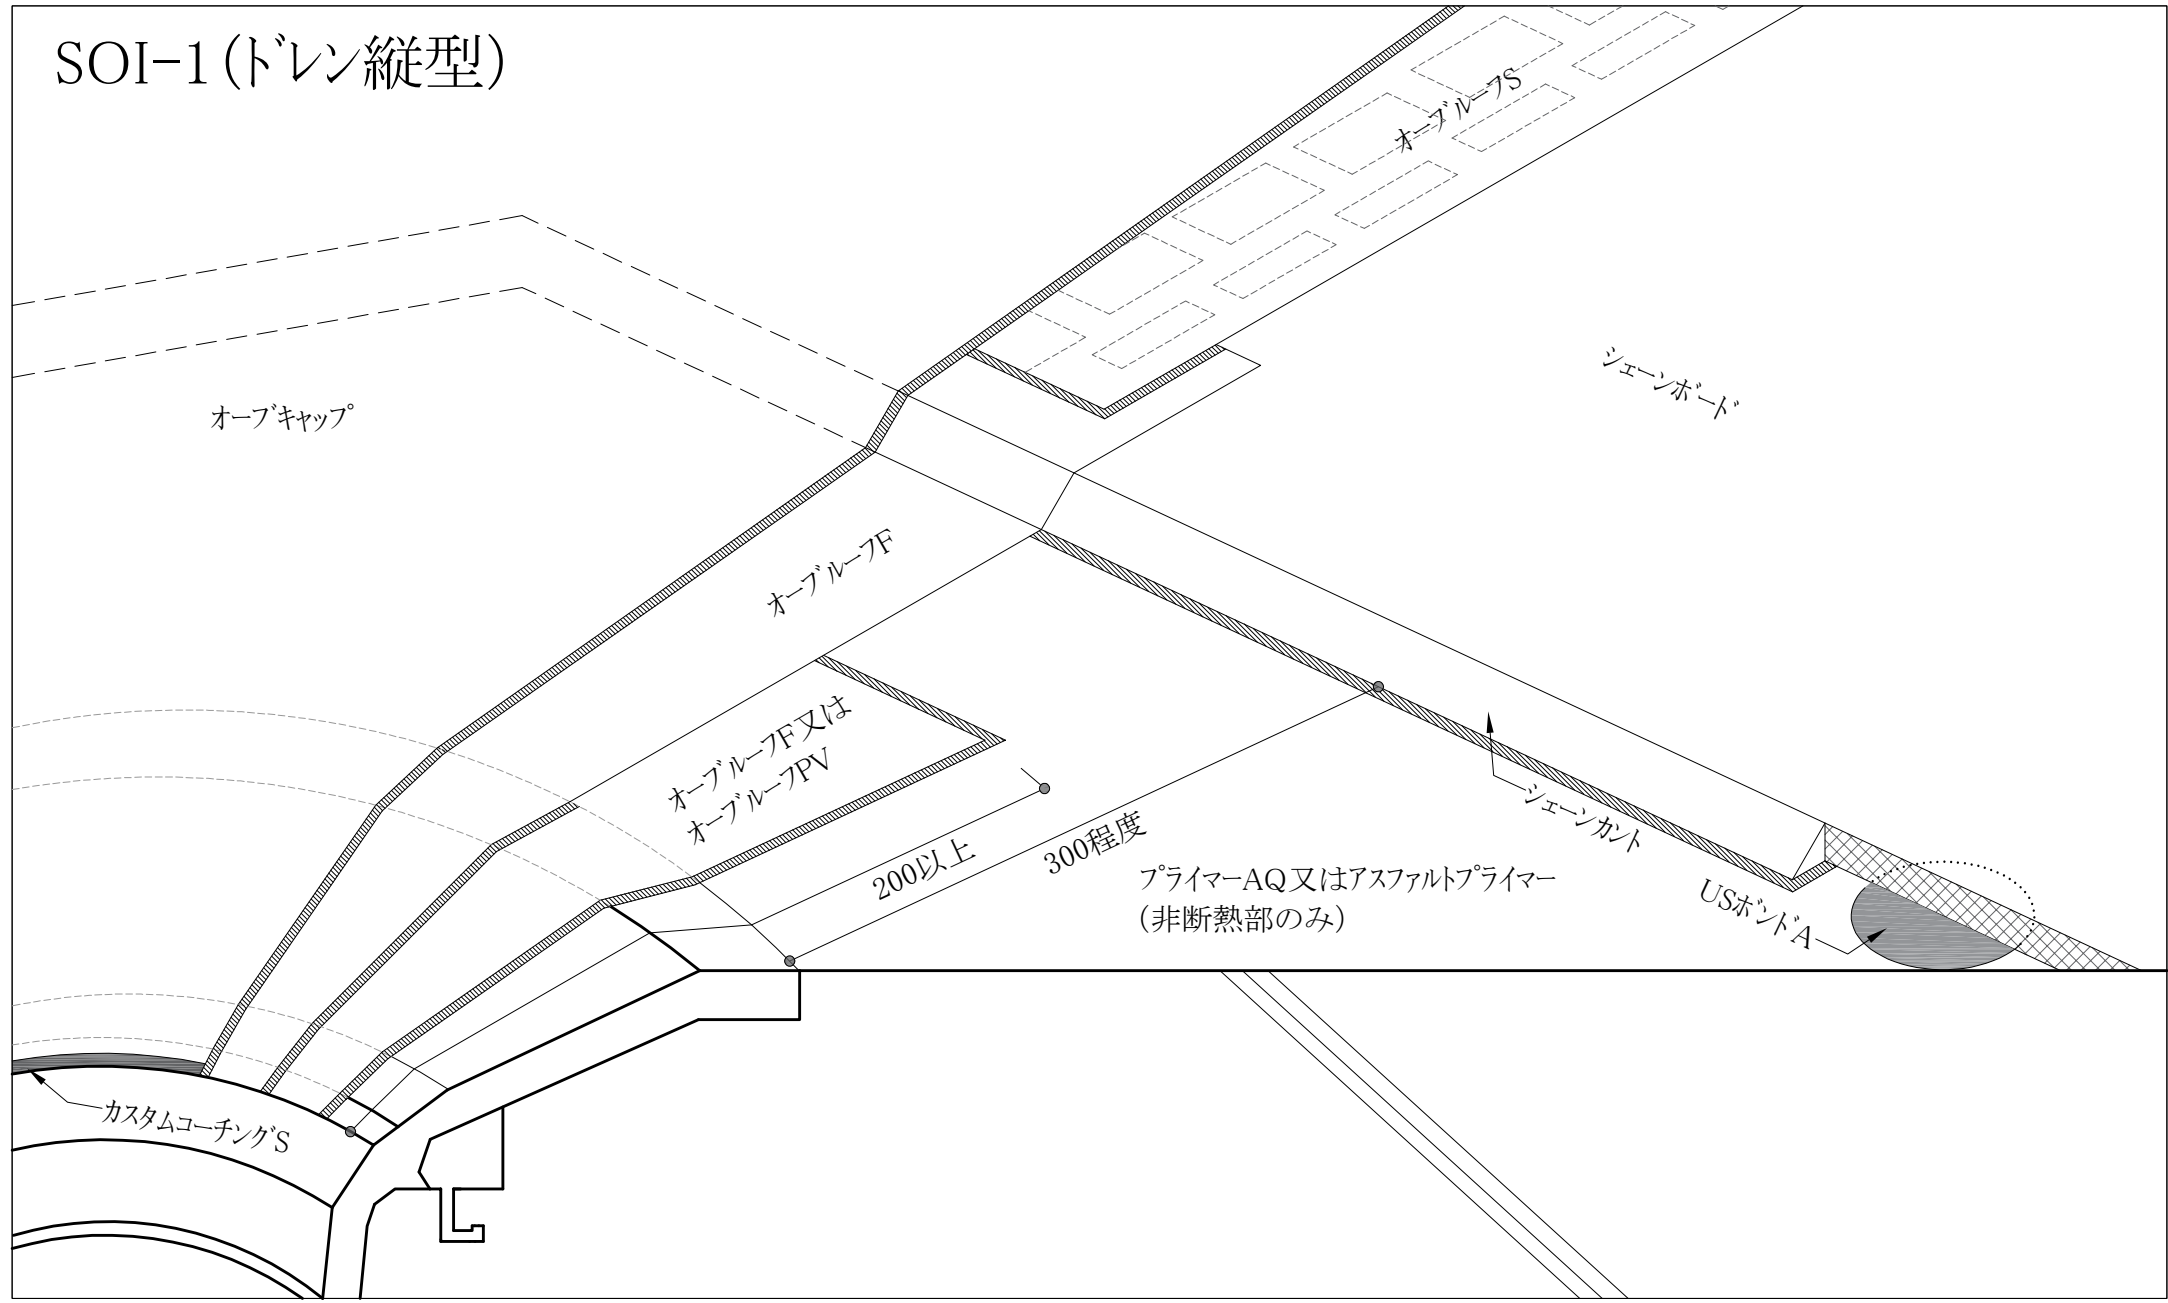 SOI-1(ドレン縦型)
オーブルーフS
シェーンボード
オーブキャップ
オーブルーフF
オーブルーフF又は
オーブルーフPV
200以上
300程度
シェーンカント
プライマーAQ又はアスファルトプライマー
(非断熱部のみ)
USボンドA
カスタムコーチングS